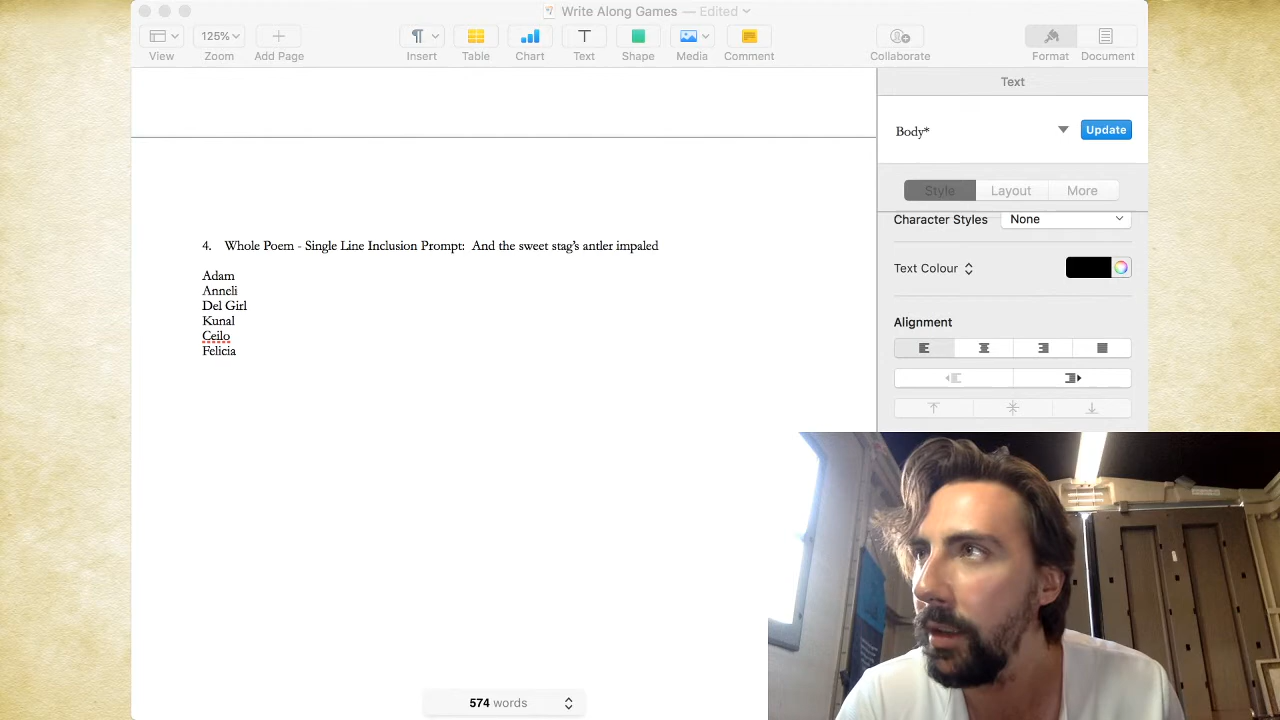 Write Along Games — Edited
125%
View
Zoom
Add Page
Insert
Table
Chart
Text
Shape
Media
Comment
Collaborate
Format
Document
Text
Body*
Update
Style
Layout
More
Character Styles
None
Text Colour
Alignment
4. Whole Poem - Single Line Inclusion Prompt: And the sweet stag’s antler impaled
Adam
Anneli
Del Girl
Kunal
Ceilo
Felicia
574 words